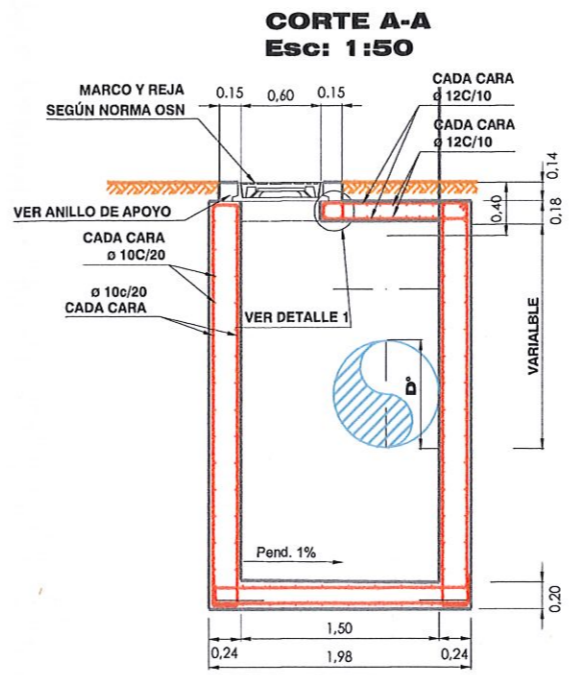 CORTE A-A
Esc: 1:50
MARCO Y REJA
SEGÚN NORMA OSN
0.15
0,60
0.15
CADA CARA
ø 12C/10
CADA CARA
ø 12C/10
0.14
0.40
0.18
VER ANILLO DE APOYO
CADA CARA
ø 10C/20
ø 10c/20
CADA CARA
VER DETALLE 1
VARIALBLE
D°
Pend. 1%
0,20
1,50
0,24
1,98
0,24